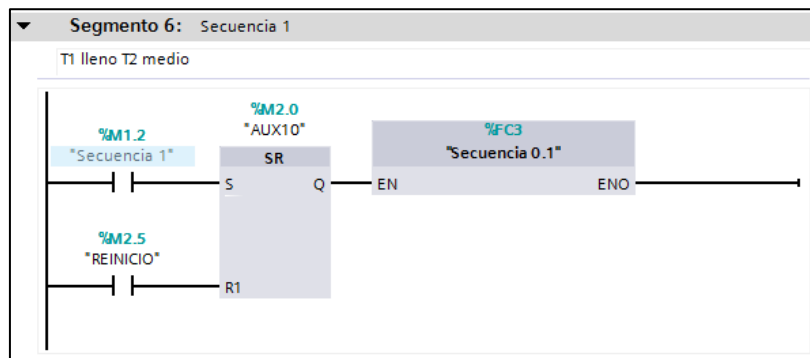 Segmento 6: Secuencia 1
T1 lleno T2 medio
%M2.0
"AUX10"
%FC3
"Secuencia 0.1"
%M1.2
"Secuencia 1"
SR
S Q
EN ENO
%M2.5
"REINICIO"
R1